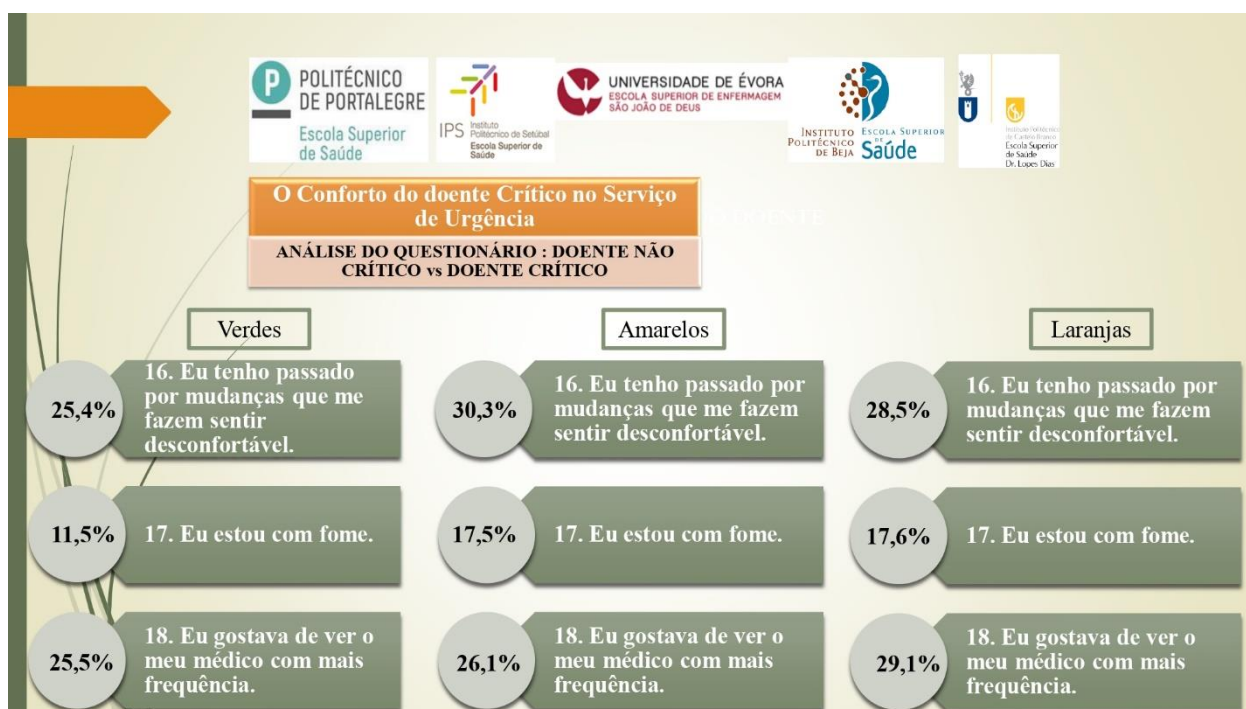 P
POLITÉCNICO
DE PORTALEGRE
Escola Superior
de Saúde
IPS Instituto
Politécnico de Setúbal
Escola Superior de
Saúde
UNIVERSIDADE DE ÉVORA
ESCOLA SUPERIOR DE ENFERMAGEM
SÃO JOÃO DE DEUS
INSTITUTO
POLITÉCNICO
DE BEJA
ESCOLA SUPERIOR
DE
Saúde
Instituto Politécnico
de Castelo Branco
Escola Superior
de Saúde
Dr. Lopes Dias
O Conforto do doente Crítico no Serviço
de Urgência
DOENTE
ANÁLISE DO QUESTIONÁRIO : DOENTE NÃO
CRÍTICO vs DOENTE CRÍTICO
Verdes
25,4%
16. Eu tenho passado
por mudanças que me
fazem sentir
desconfortável.
11,5%
17. Eu estou com fome.
25,5%
18. Eu gostava de ver o
meu médico com mais
frequência.
Amarelos
30,3%
16. Eu tenho passado por
mudanças que me fazem
sentir desconfortável.
17,5%
17. Eu estou com fome.
26,1%
18. Eu gostava de ver o
meu médico com mais
frequência.
Laranjas
28,5%
16. Eu tenho passado por
mudanças que me fazem
sentir desconfortável.
17,6%
17. Eu estou com fome.
29,1%
18. Eu gostava de ver o
meu médico com mais
frequência.